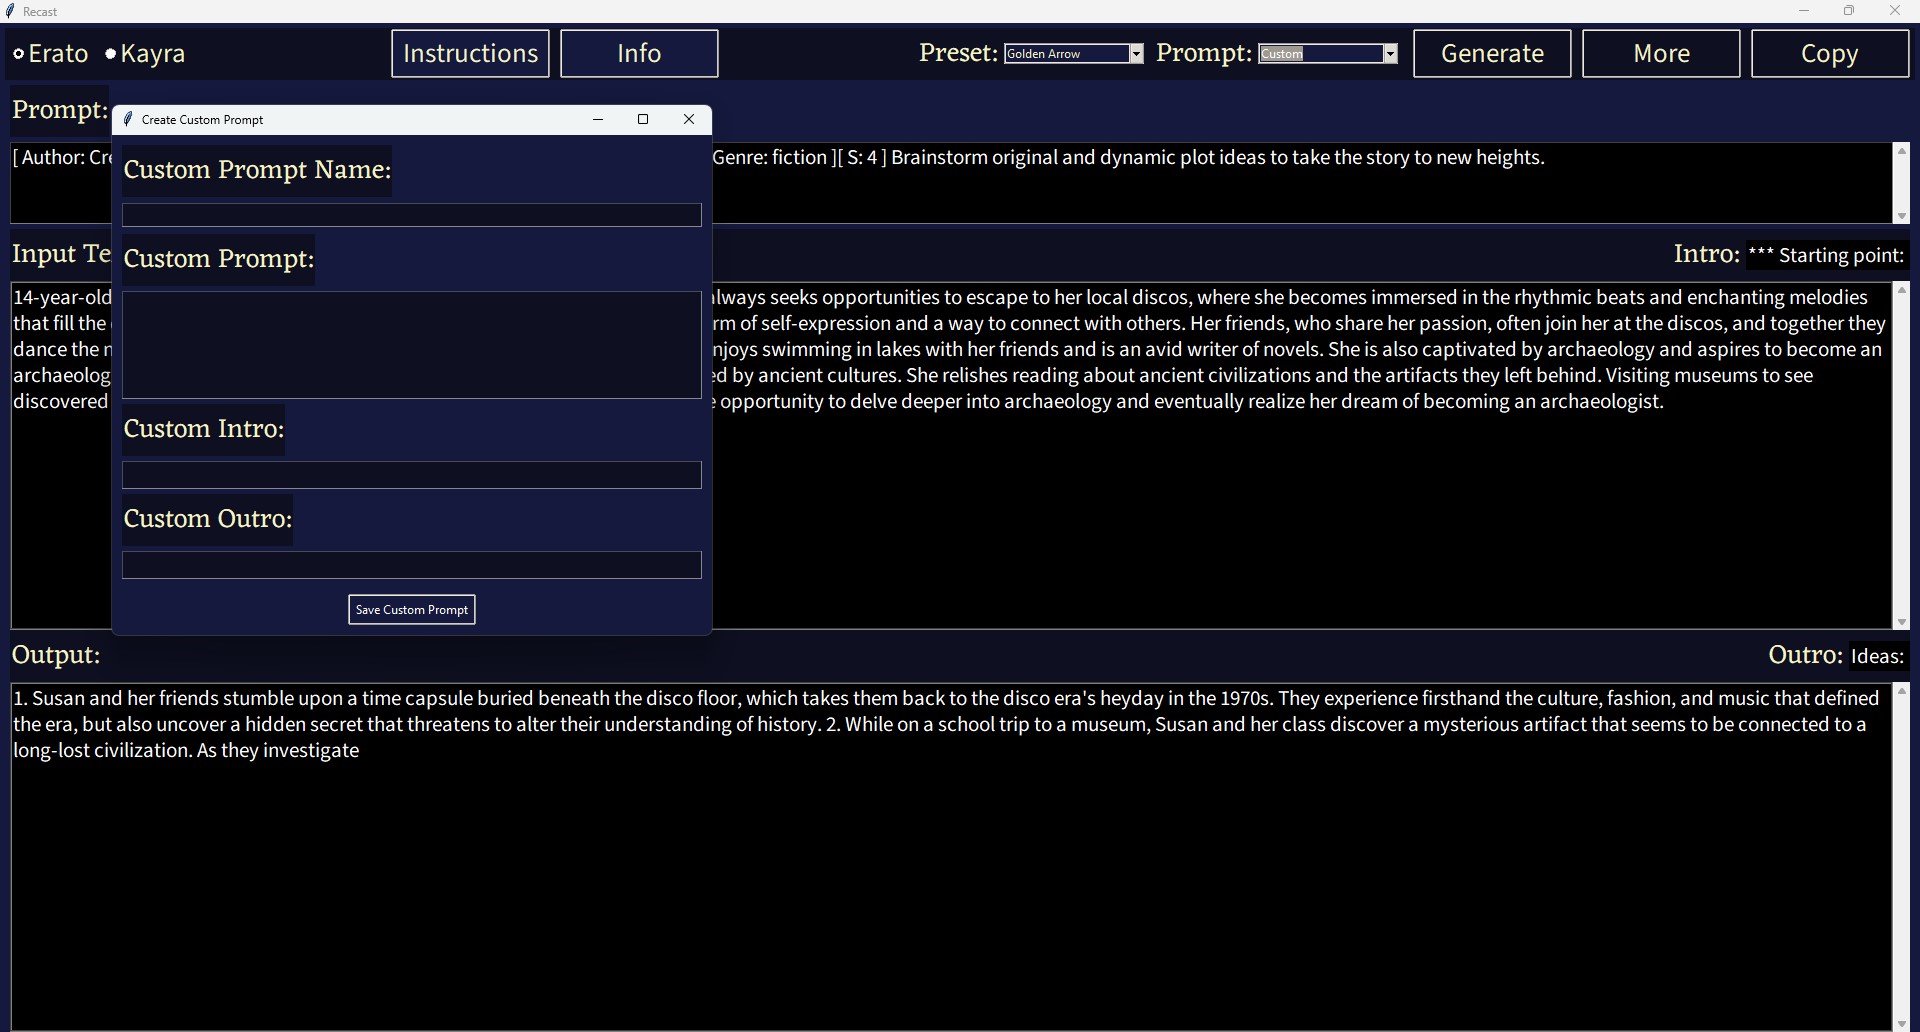 Recast
Erato Kayra Instructions Info Preset: Golden Arrow Prompt: Custom Generate More Copy
Prompt:
[ Author: Cre
Genre: fiction ][ S: 4 ] Brainstorm original and dynamic plot ideas to take the story to new heights.
Input Te
Intro: *** Starting point:
14-year-old
always seeks opportunities to escape to her local discos, where she becomes immersed in the rhythmic beats and enchanting melodies
that fill the
rm of self-expression and a way to connect with others. Her friends, who share her passion, often join her at the discos, and together they
dance the n
njoys swimming in lakes with her friends and is an avid writer of novels. She is also captivated by archaeology and aspires to become an
archaeolog
ed by ancient cultures. She relishes reading about ancient civilizations and the artifacts they left behind. Visiting museums to see
discovered
opportunity to delve deeper into archaeology and eventually realize her dream of becoming an archaeologist.
Create Custom Prompt
Custom Prompt Name:
Custom Prompt:
Custom Intro:
Custom Outro:
Save Custom Prompt
Output:
Outro: Ideas:
1. Susan and her friends stumble upon a time capsule buried beneath the disco floor, which takes them back to the disco era's heyday in the 1970s. They experience firsthand the culture, fashion, and music that defined
the era, but also uncover a hidden secret that threatens to alter their understanding of history. 2. While on a school trip to a museum, Susan and her class discover a mysterious artifact that seems to be connected to a
long-lost civilization. As they investigate